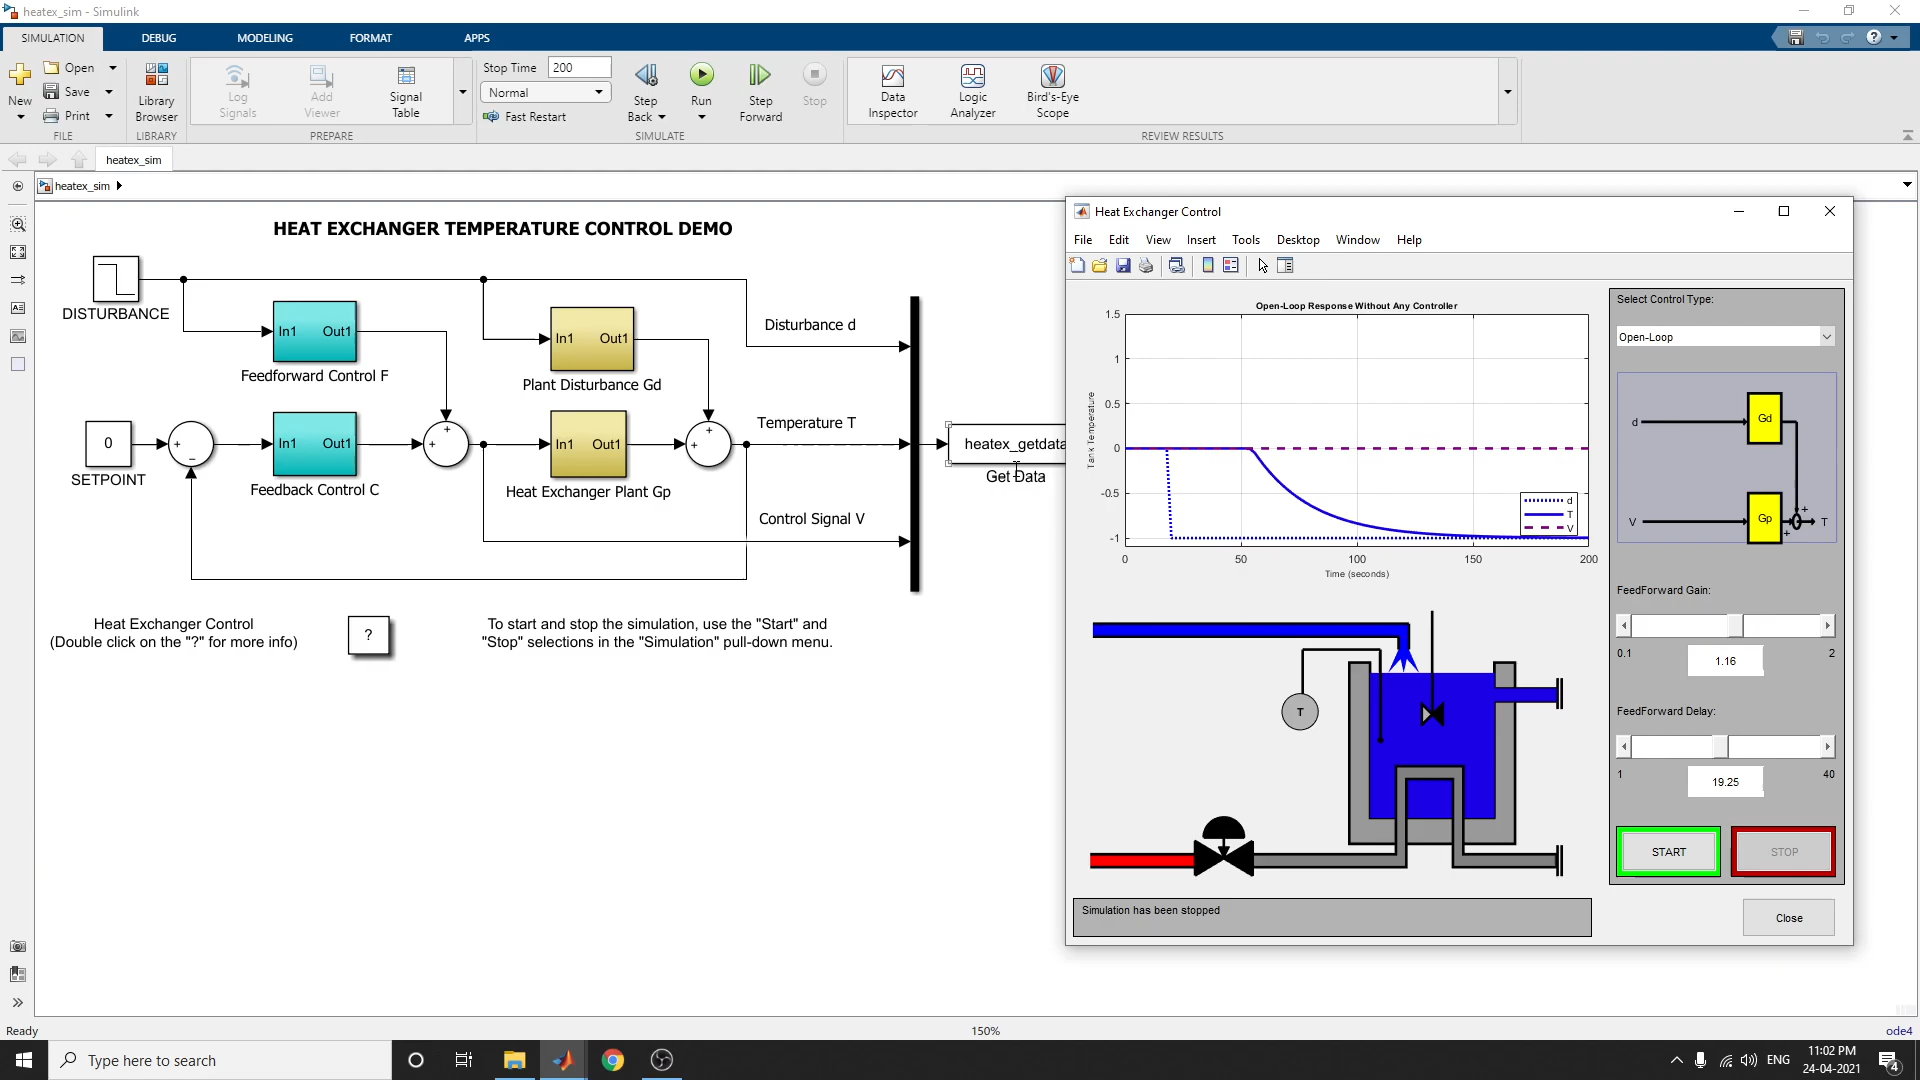 heatex_sim - Simulink
SIMULATION DEBUG MODELING FORMAT APPS
New
Open
Save
Print
FILE
Library Browser
LIBRARY
Log Signals
Add Viewer
Signal Table
PREPARE
Stop Time 200
Normal
Fast Restart
Step Back
Run
Step Forward
Stop
SIMULATE
Data Inspector
Logic Analyzer
Bird's-Eye Scope
REVIEW RESULTS
heatex_sim
heatex_sim
HEAT EXCHANGER TEMPERATURE CONTROL DEMO
DISTURBANCE
In1 Out1
Feedforward Control F
In1 Out1
Plant Disturbance Gd
Disturbance d
0
SETPOINT
In1 Out1
Feedback Control C
In1 Out1
Heat Exchanger Plant Gp
Temperature T
Control Signal V
heatex_getdata
Get Data
Heat Exchanger Control
(Double click on the "?" for more info)
?
To start and stop the simulation, use the "Start" and
"Stop" selections in the "Simulation" pull-down menu.
Heat Exchanger Control
File Edit View Insert Tools Desktop Window Help
Open-Loop Response Without Any Controller
1.5
1
0.5
0
-0.5
-1
Tank Temperature
0 50 100 150 200
Time (seconds)
d
T
V
T
Select Control Type:
Open-Loop
d
Gd
V
Gp
T
FeedForward Gain:
0.1 2
1.16
FeedForward Delay:
1 40
19.25
START STOP
Simulation has been stopped
Close
Ready 150% ode4
Type here to search
ENG
11:02 PM
24-04-2021
4